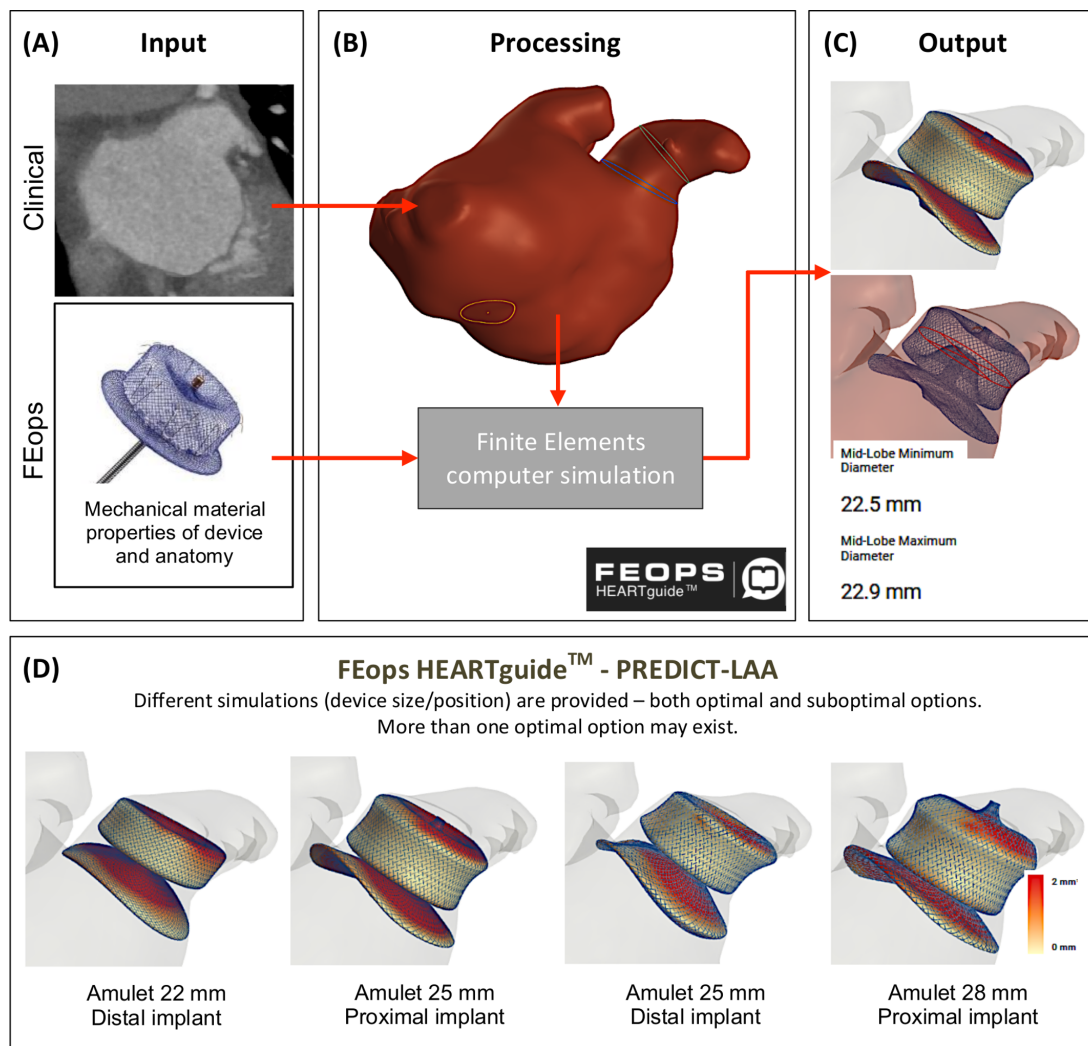 (A) Input
Clinical
FEops
Mechanical material
properties of device
and anatomy
(B) Processing
Finite Elements
computer simulation
FEOPS
HEARTguide™
(C) Output
Mid-Lobe Minimum
Diameter
22.5 mm
Mid-Lobe Maximum
Diameter
22.9 mm
(D) FEops HEARTguide™ - PREDICT-LAA
Different simulations (device size/position) are provided – both optimal and suboptimal options.
More than one optimal option may exist.
Amulet 22 mm
Distal implant
Amulet 25 mm
Proximal implant
Amulet 25 mm
Distal implant
2 mm
0 mm
Amulet 28 mm
Proximal implant